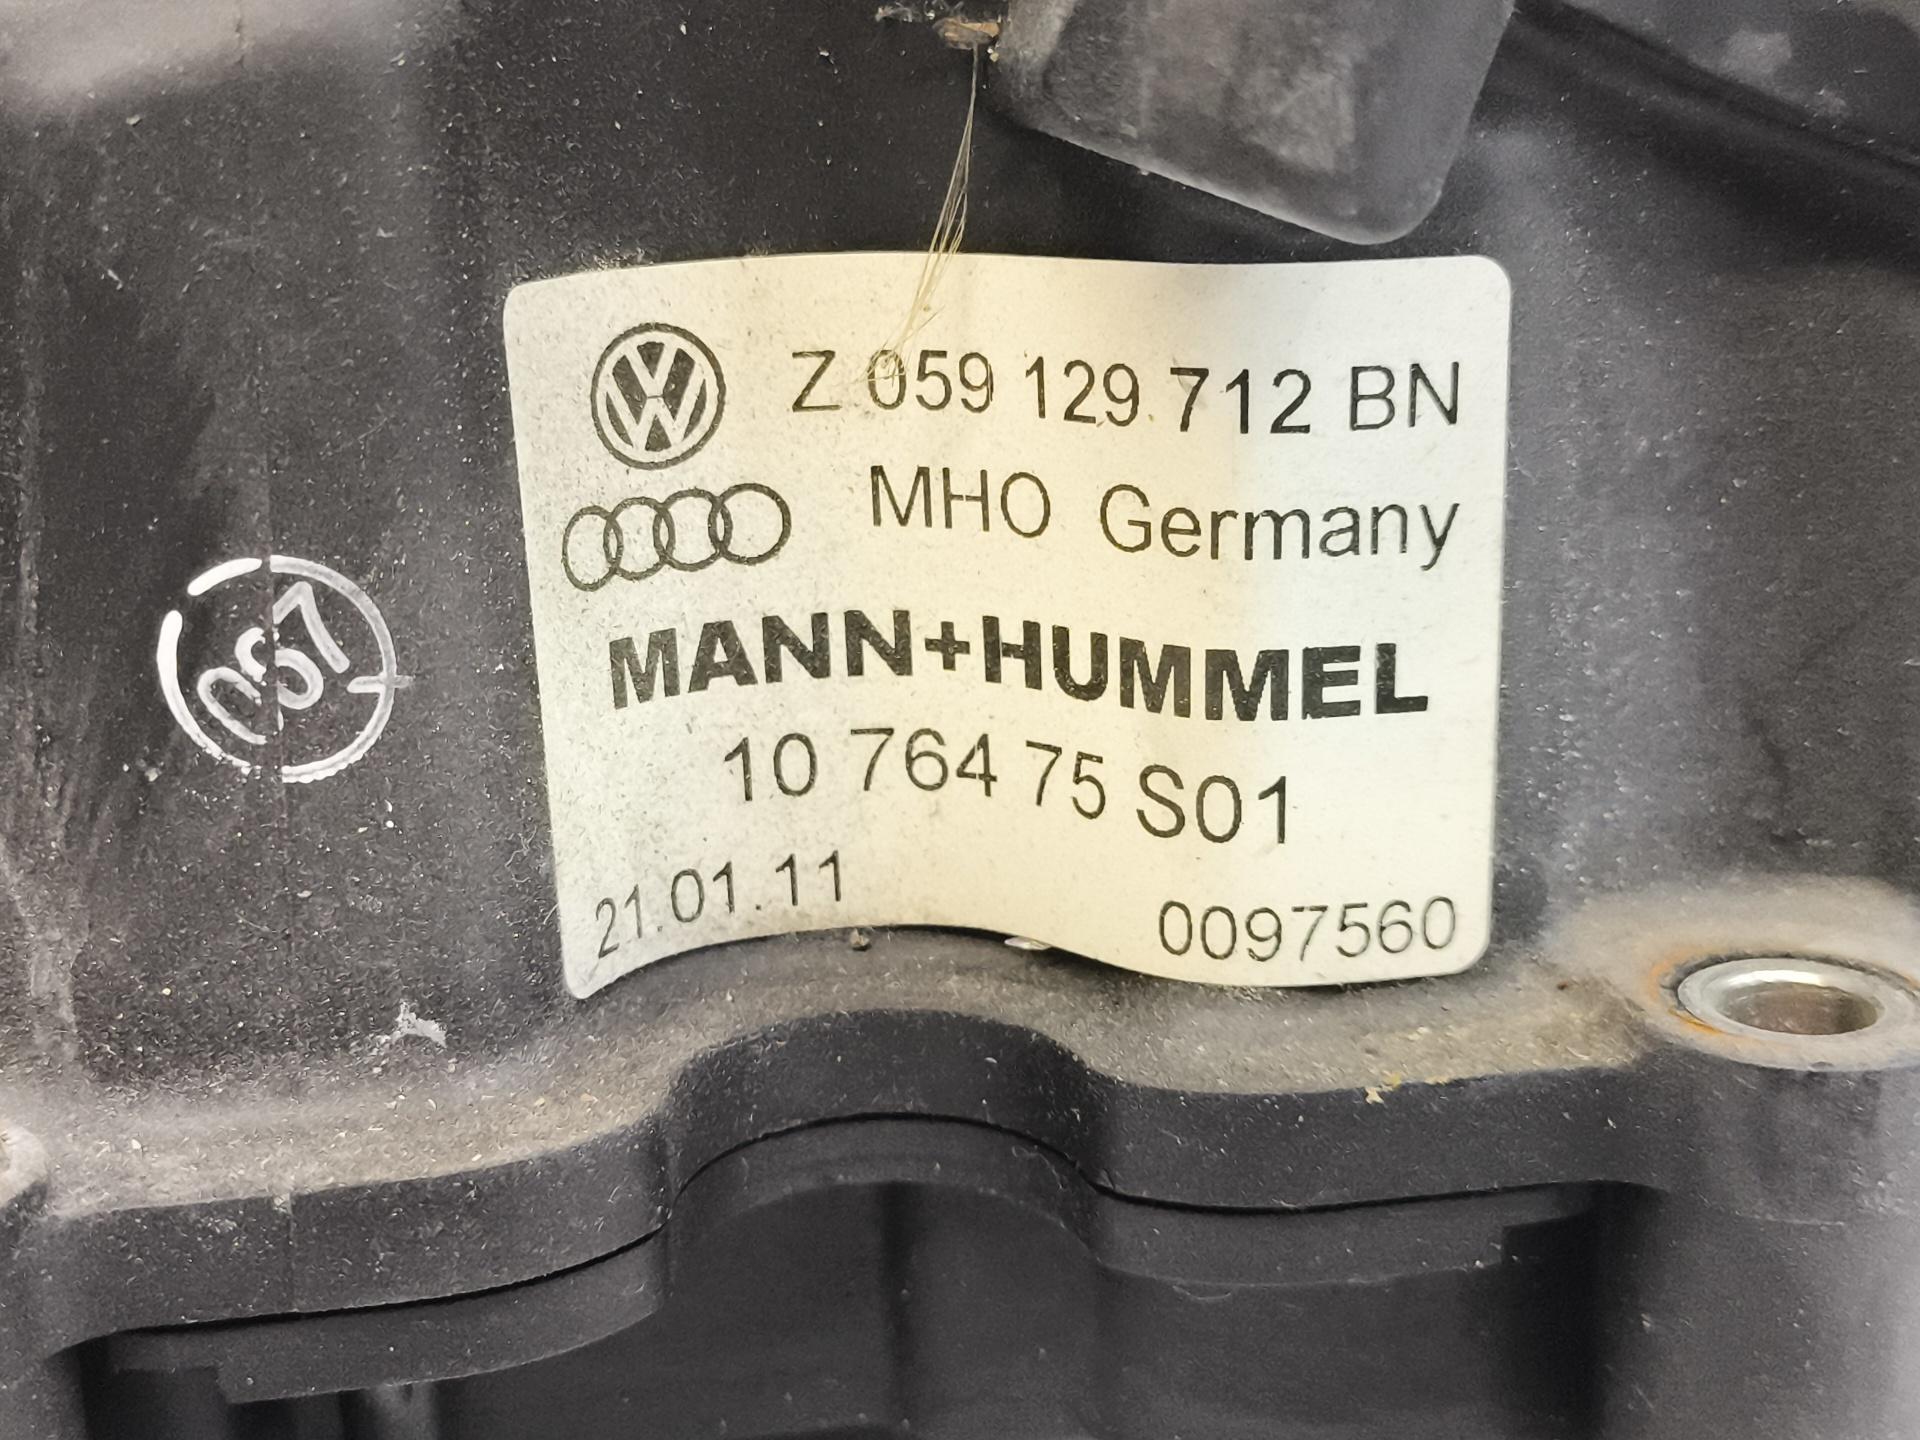 Z 059 129 712 BN
MHO Germany
MANN+HUMMEL
10 764 75 S01
21.01.11 0097560